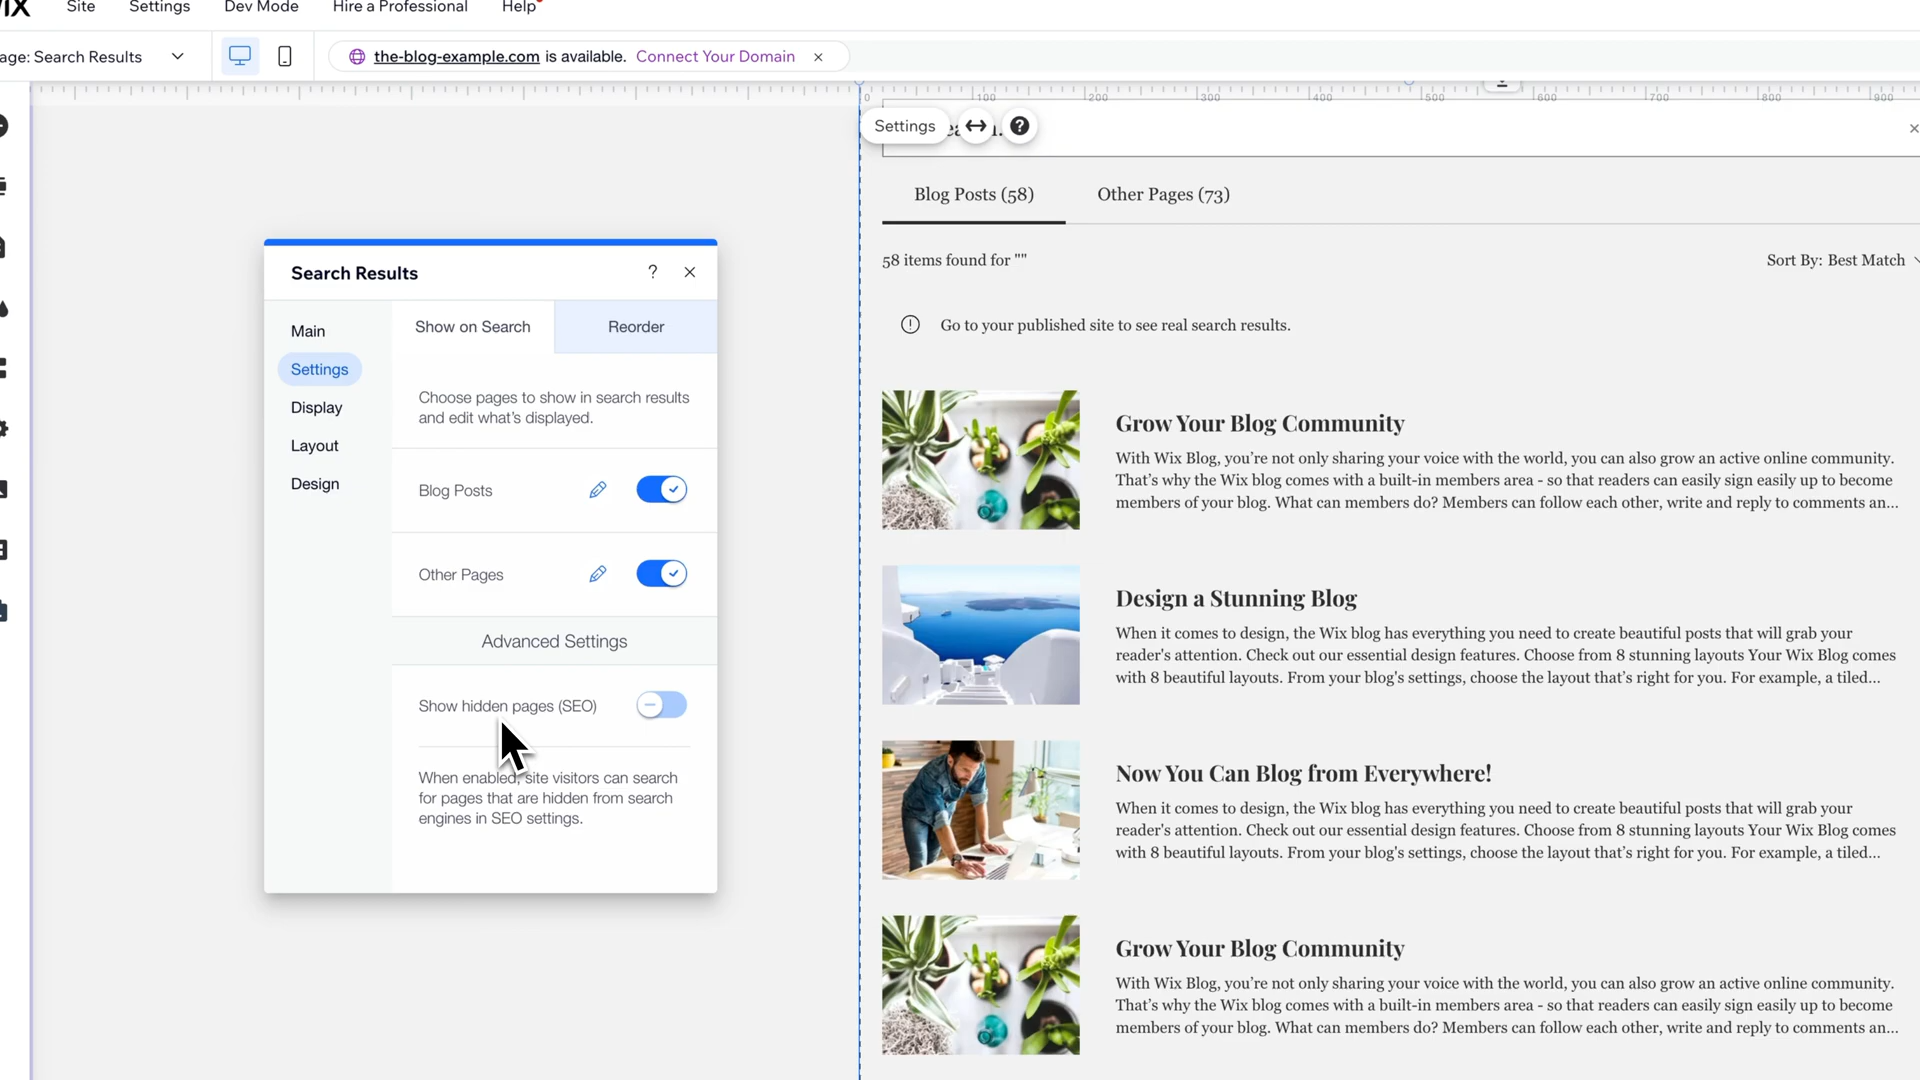 Site Settings Dev Mode Hire a Professional Help
age: Search Results
the-blog-example.com is available. Connect Your Domain
0 100 200 300 400 500 600 700 800 900
Settings
Blog Posts (58) Other Pages (73)
58 items found for "" Sort By: Best Match
Go to your published site to see real search results.
Search Results ?
Main
Settings
Display
Layout
Design
Show on Search Reorder
Choose pages to show in search results
and edit what's displayed.
Blog Posts
Other Pages
Advanced Settings
Show hidden pages (SEO)
When enabled, site visitors can search
for pages that are hidden from search
engines in SEO settings.
Grow Your Blog Community
With Wix Blog, you’re not only sharing your voice with the world, you can also grow an active online community.
That’s why the Wix blog comes with a built-in members area - so that readers can easily sign easily up to become
members of your blog. What can members do? Members can follow each other, write and reply to comments an...
Design a Stunning Blog
When it comes to design, the Wix blog has everything you need to create beautiful posts that will grab your
reader's attention. Check out our essential design features. Choose from 8 stunning layouts Your Wix Blog comes
with 8 beautiful layouts. From your blog's settings, choose the layout that’s right for you. For example, a tiled...
Now You Can Blog from Everywhere!
When it comes to design, the Wix blog has everything you need to create beautiful posts that will grab your
reader's attention. Check out our essential design features. Choose from 8 stunning layouts Your Wix Blog comes
with 8 beautiful layouts. From your blog's settings, choose the layout that’s right for you. For example, a tiled...
Grow Your Blog Community
With Wix Blog, you’re not only sharing your voice with the world, you can also grow an active online community.
That’s why the Wix blog comes with a built-in members area - so that readers can easily sign easily up to become
members of your blog. What can members do? Members can follow each other, write and reply to comments an...